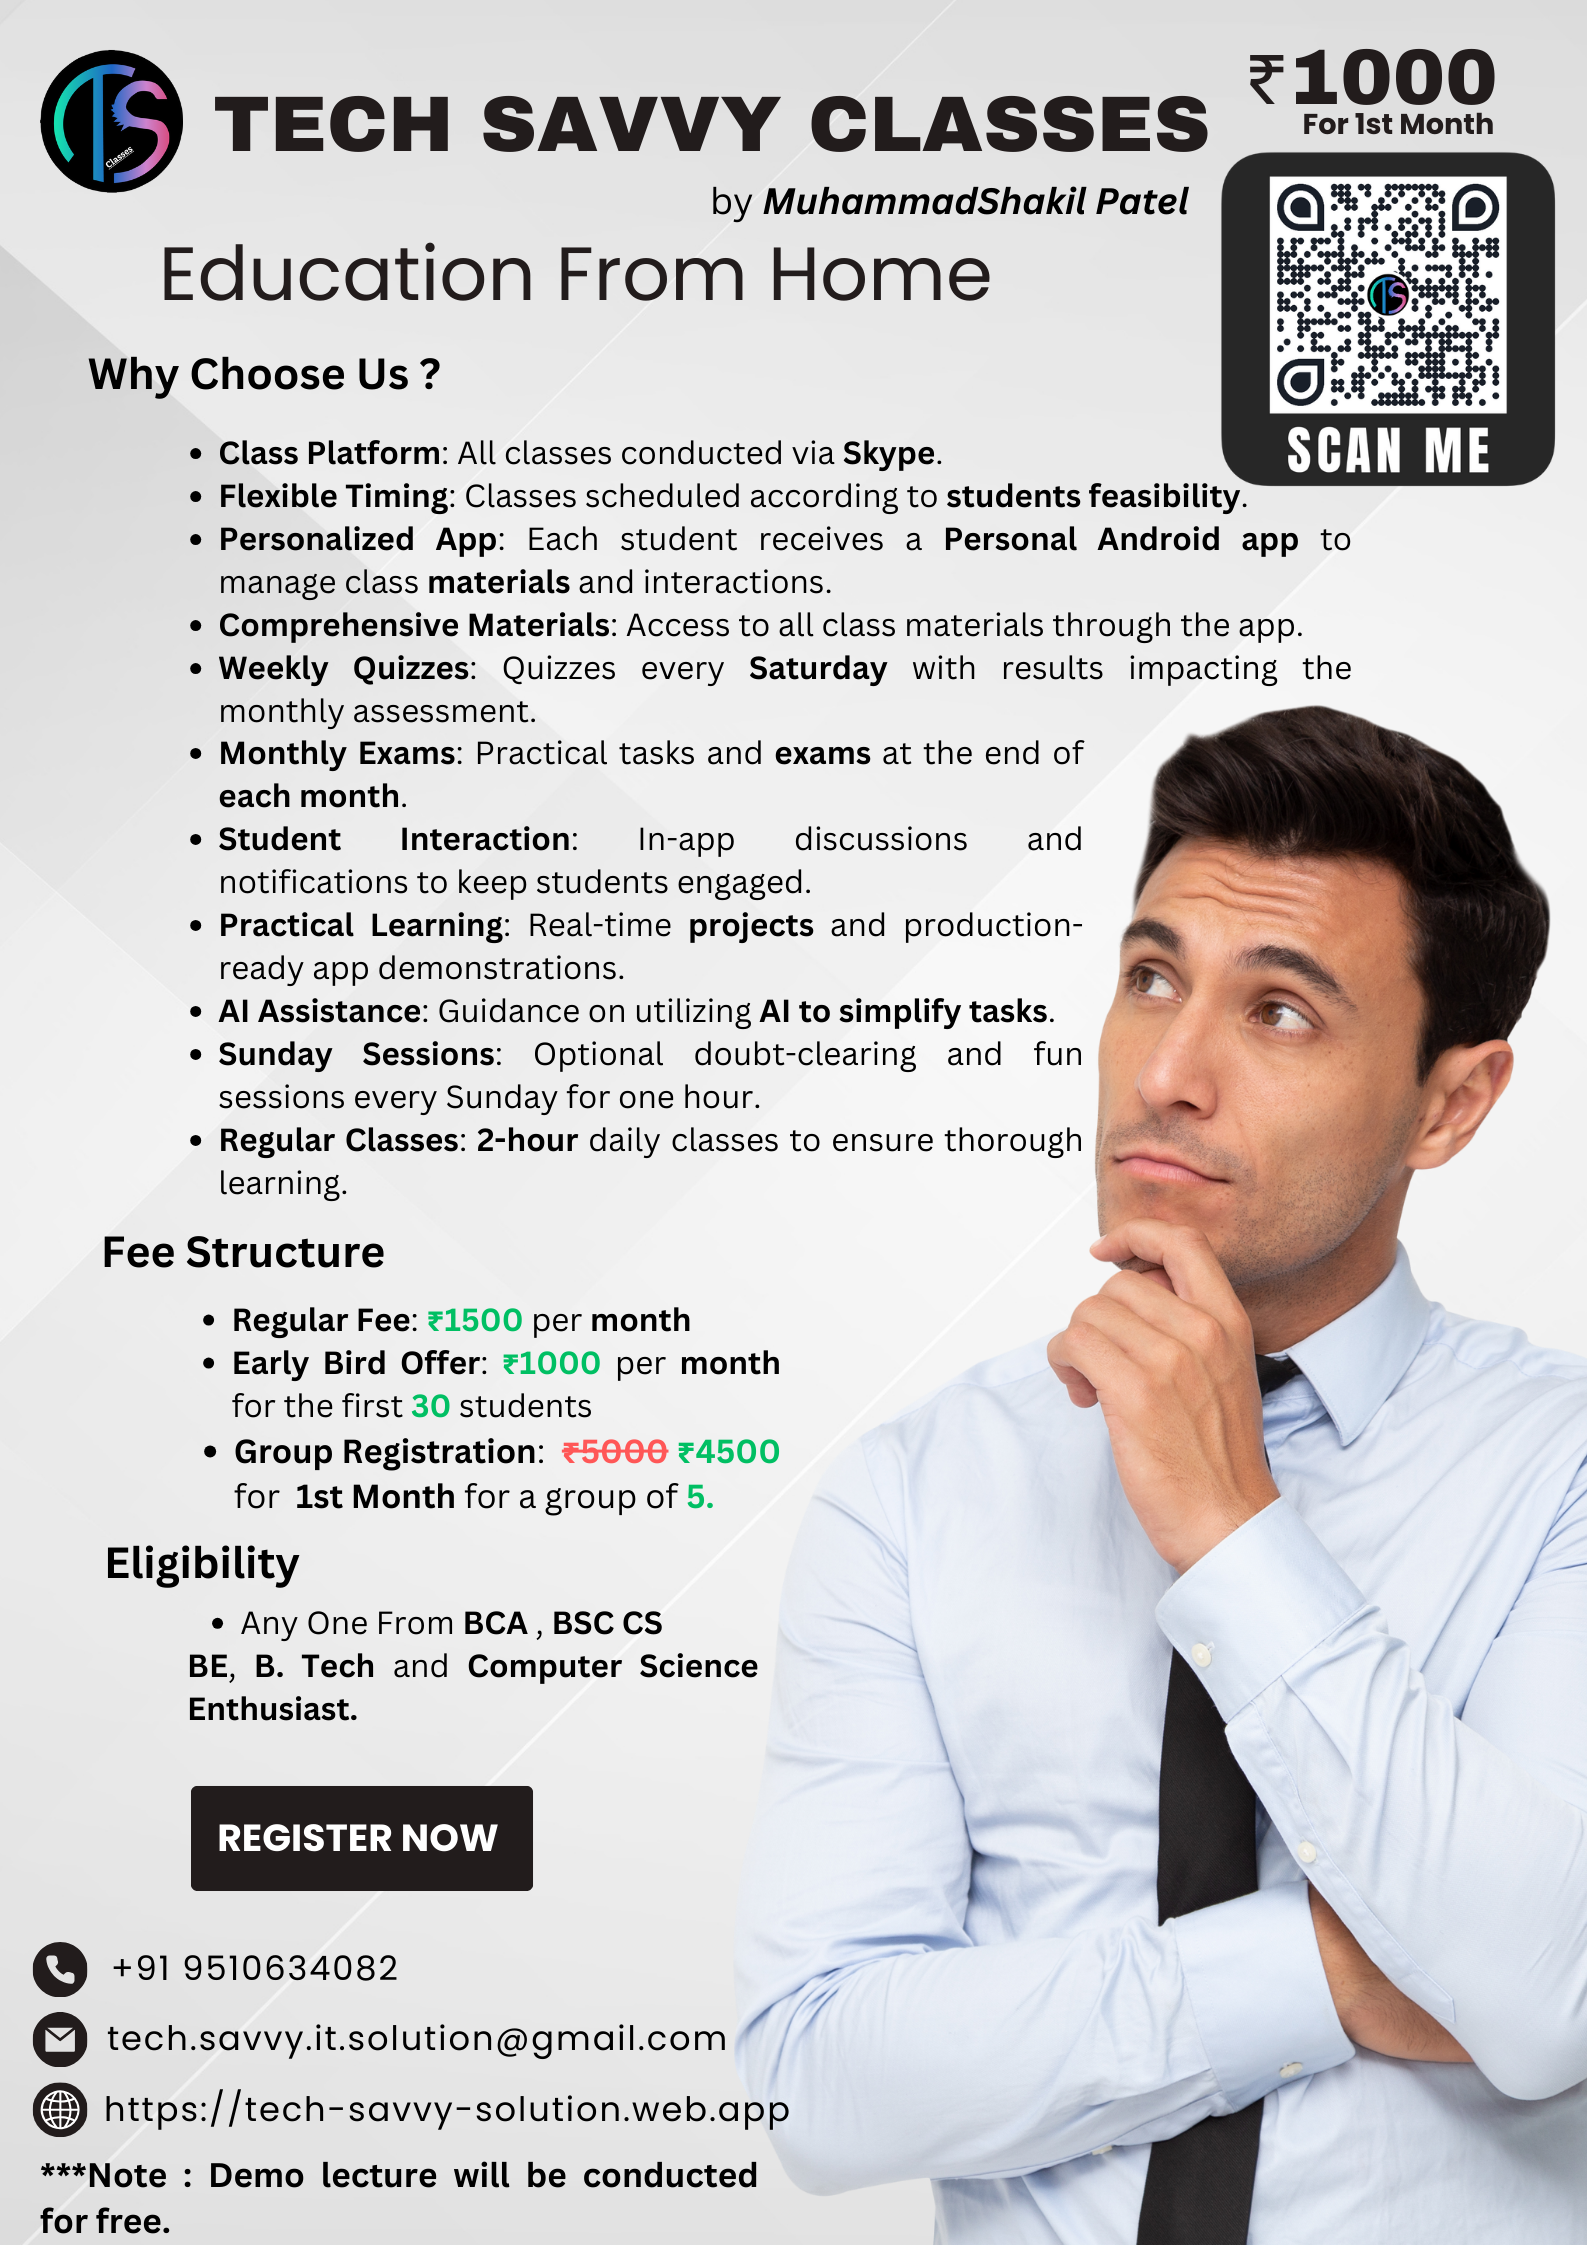 TS
Classes
TECH SAVVY CLASSES
₹1000
For 1st Month
by MuhammadShakil Patel
Education From Home
TS
SCAN ME
Why Choose Us ?
• Class Platform: All classes conducted via Skype.
• Flexible Timing: Classes scheduled according to students feasibility.
• Personalized App: Each student receives a Personal Android app to
manage class materials and interactions.
• Comprehensive Materials: Access to all class materials through the app.
• Weekly Quizzes: Quizzes every Saturday with results impacting the
monthly assessment.
• Monthly Exams: Practical tasks and exams at the end of
each month.
• Student Interaction: In-app discussions and
notifications to keep students engaged.
• Practical Learning: Real-time projects and production-
ready app demonstrations.
• AI Assistance: Guidance on utilizing AI to simplify tasks.
• Sunday Sessions: Optional doubt-clearing and fun
sessions every Sunday for one hour.
• Regular Classes: 2-hour daily classes to ensure thorough
learning.
Fee Structure
• Regular Fee: ₹1500 per month
• Early Bird Offer: ₹1000 per month
for the first 30 students
• Group Registration: ₹5000 ₹4500
for 1st Month for a group of 5.
Eligibility
• Any One From BCA , BSC CS
BE, B. Tech and Computer Science
Enthusiast.
REGISTER NOW
+91 9510634082
tech.savvy.it.solution@gmail.com
https://tech-savvy-solution.web.app
***Note : Demo lecture will be conducted
for free.